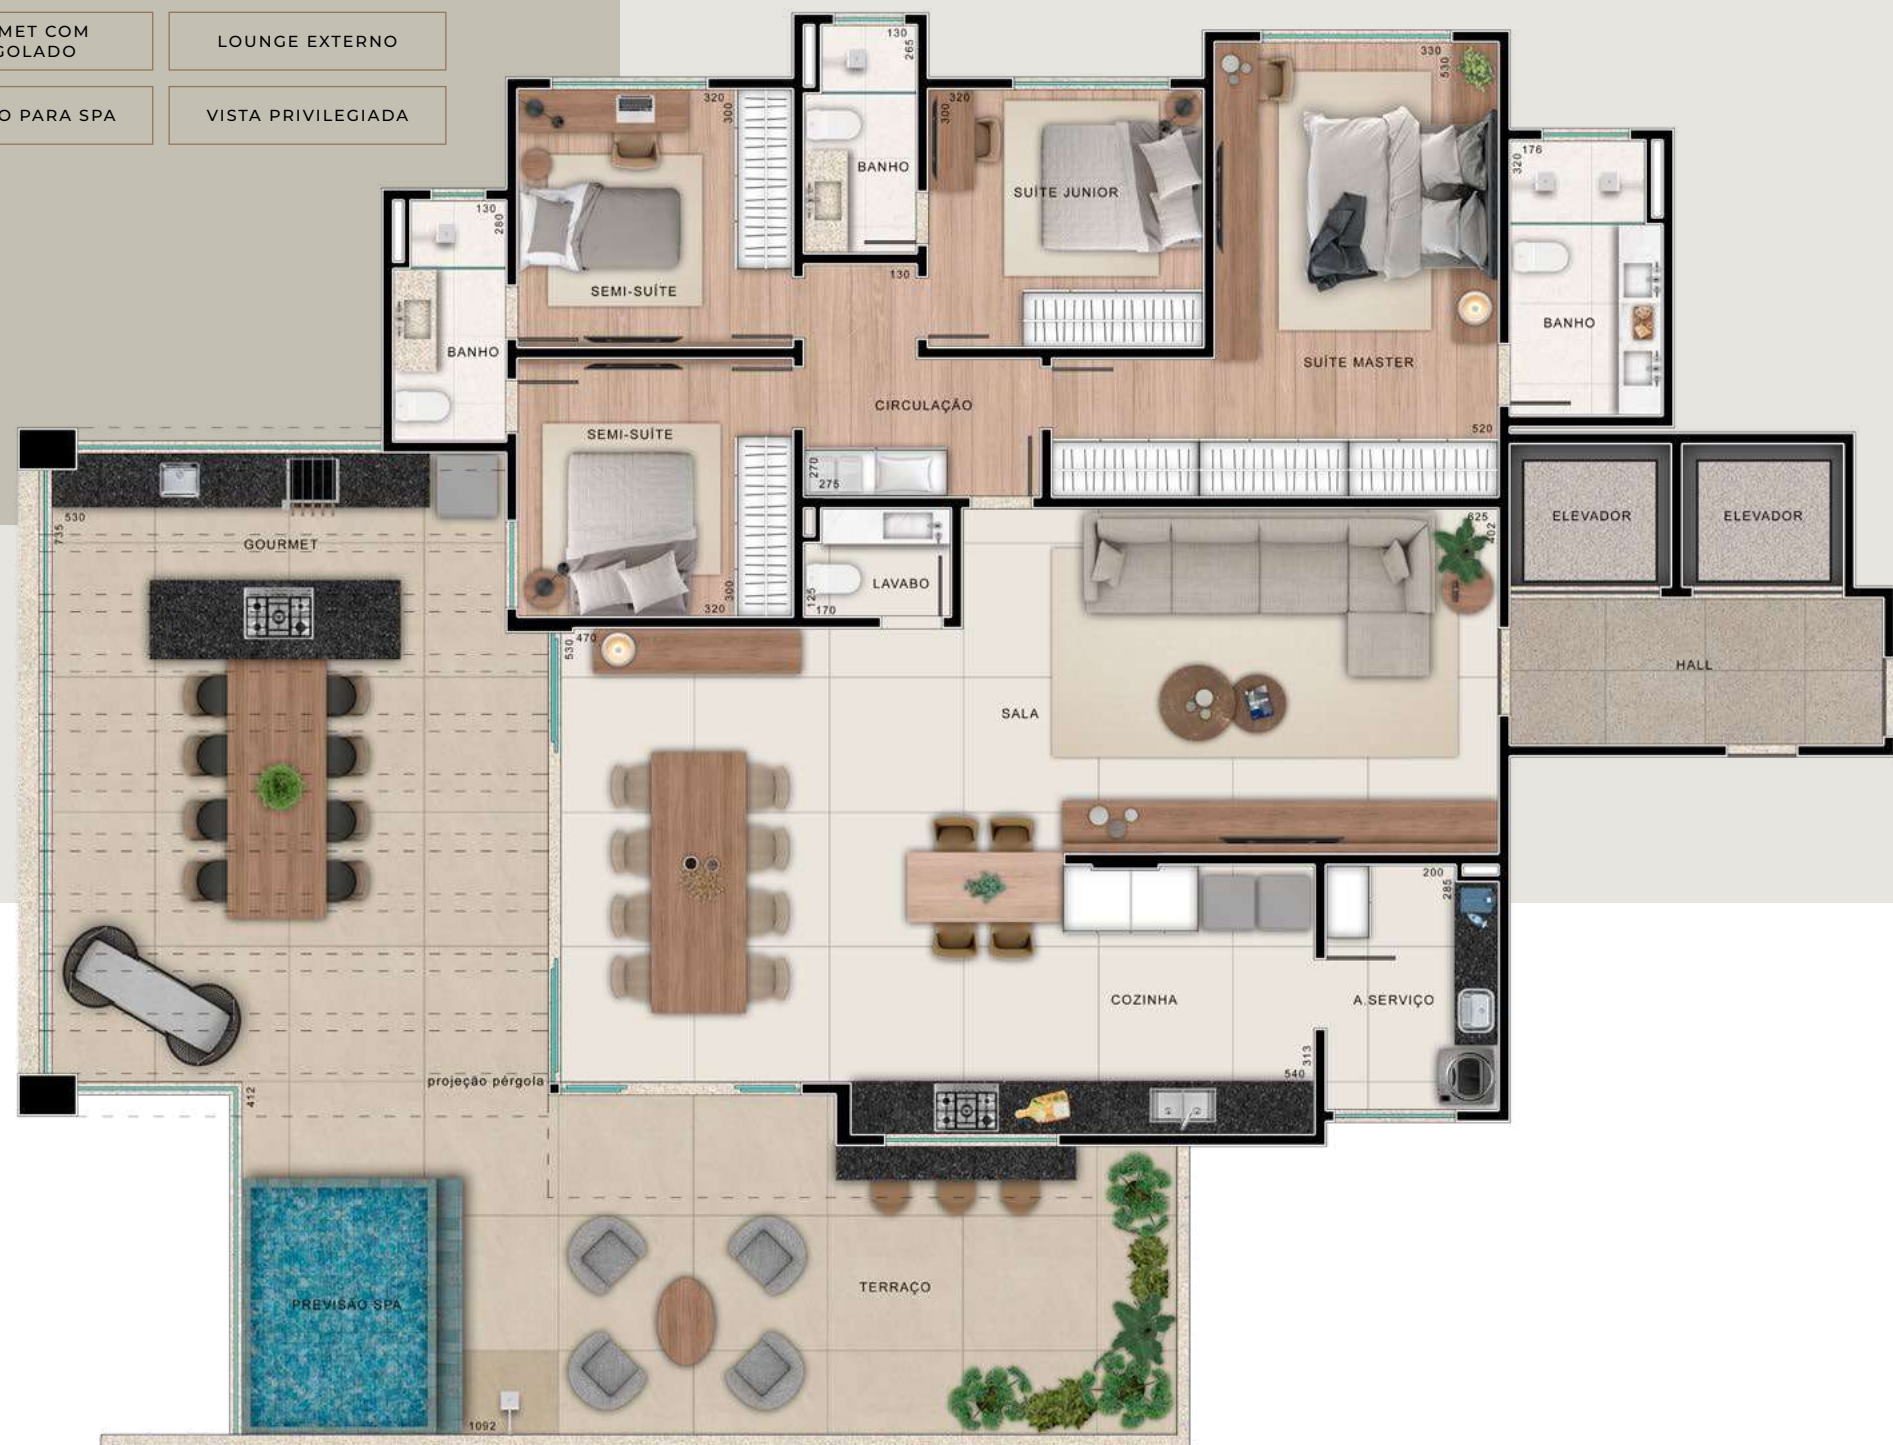 MET COM
GOLADO
LOUNGE EXTERNO
O PARA SPA
VISTA PRIVILEGIADA
130
265
BANHO
320
300
SEMI-SUÍTE
320
300
SUÍTE JUNIOR
330
530
SUÍTE MASTER
520
176
320
BANHO
130
280
BANHO
130
CIRCULAÇÃO
270
275
SEMI-SUÍTE
300
320
LAVABO
125
170
530
735
GOURMET
625
402
ELEVADOR
ELEVADOR
HALL
470
530
SALA
COZINHA
313
540
200
285
A.SERVIÇO
projeção pérgola
412
PREVISÃO SPA
TERRAÇO
1092